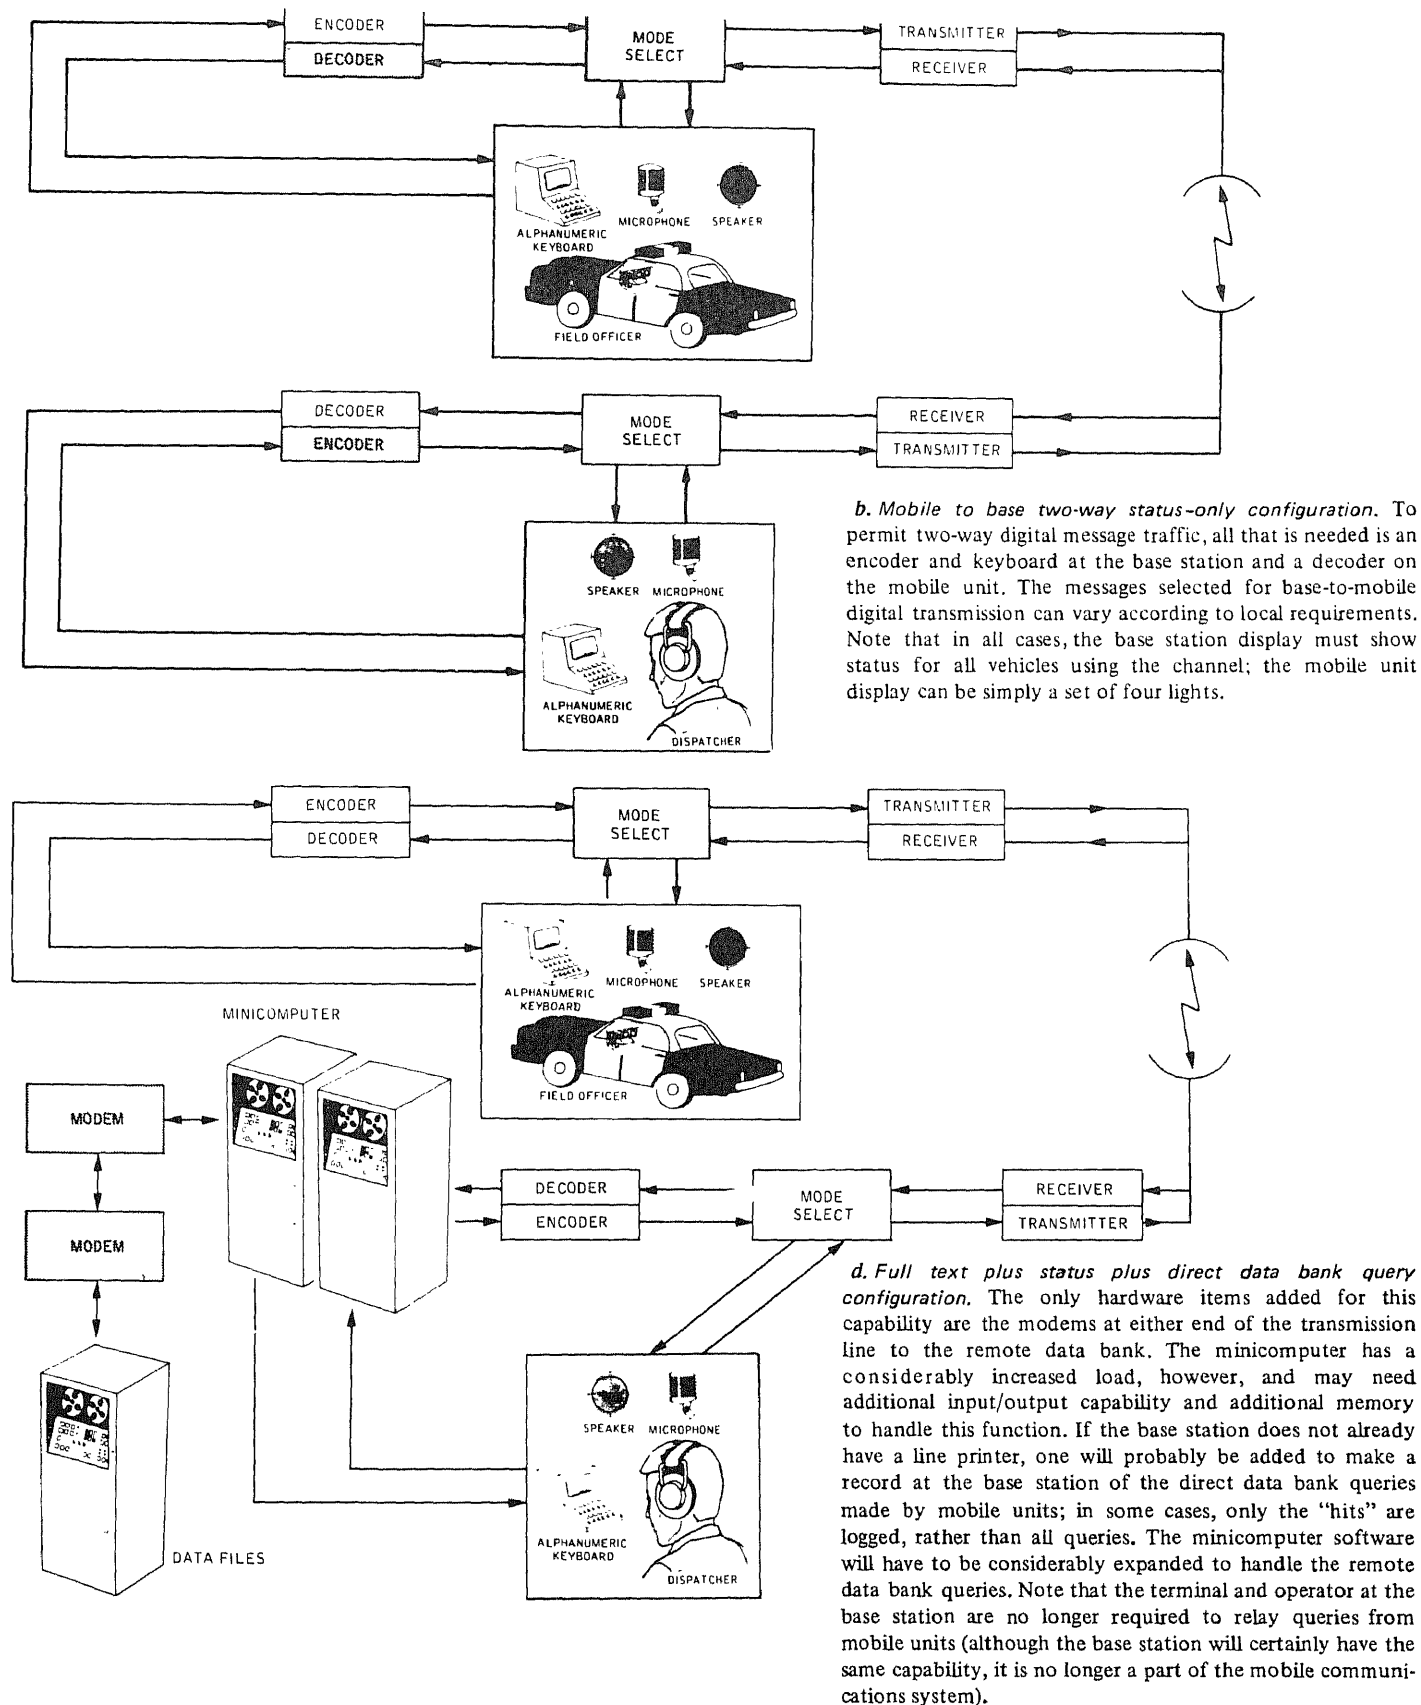 ENCODER
DECODER
MODE
SELECT
TRANSMITTER
RECEIVER
ALPHANUMERIC
KEYBOARD
MICROPHONE
SPEAKER
FIELD OFFICER
DECODER
ENCODER
MODE
SELECT
RECEIVER
TRANSMITTER
SPEAKER
MICROPHONE
ALPHANUMERIC
KEYBOARD
DISPATCHER
b. Mobile to base two-way status-only configuration. To
permit two-way digital message traffic, all that is needed is an
encoder and keyboard at the base station and a decoder on
the mobile unit. The messages selected for base-to-mobile
digital transmission can vary according to local requirements.
Note that in all cases, the base station display must show
status for all vehicles using the channel; the mobile unit
display can be simply a set of four lights.
ENCODER
DECODER
MODE
SELECT
TRANSMITTER
RECEIVER
ALPHANUMERIC
KEYBOARD
MICROPHONE
SPEAKER
FIELD OFFICER
MINICOMPUTER
MODEM
MODEM
DATA FILES
DECODER
ENCODER
MODE
SELECT
RECEIVER
TRANSMITTER
SPEAKER
MICROPHONE
ALPHANUMERIC
KEYBOARD
DISPATCHER
d. Full text plus status plus direct data bank query
configuration. The only hardware items added for this
capability are the modems at either end of the transmission
line to the remote data bank. The minicomputer has a
considerably increased load, however, and may need
additional input/output capability and additional memory
to handle this function. If the base station does not already
have a line printer, one will probably be added to make a
record at the base station of the direct data bank queries
made by mobile units; in some cases, only the “hits” are
logged, rather than all queries. The minicomputer software
will have to be considerably expanded to handle the remote
data bank queries. Note that the terminal and operator at the
base station are no longer required to relay queries from
mobile units (although the base station will certainly have the
same capability, it is no longer a part of the mobile communi-
cations system).